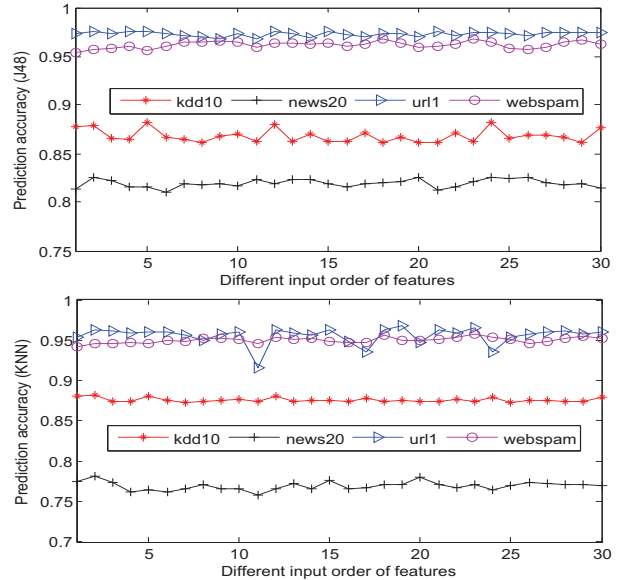 1
0.95
0.9
0.85
0.8
0.75
Prediction accuracy (J48)
kdd10 news20 url1 webspam
5 10 15 20 25 30
Different input order of features
1
0.95
0.9
0.85
0.8
0.75
0.7
Prediction accuracy (KNN)
kdd10 news20 url1 webspam
5 10 15 20 25 30
Different input order of features